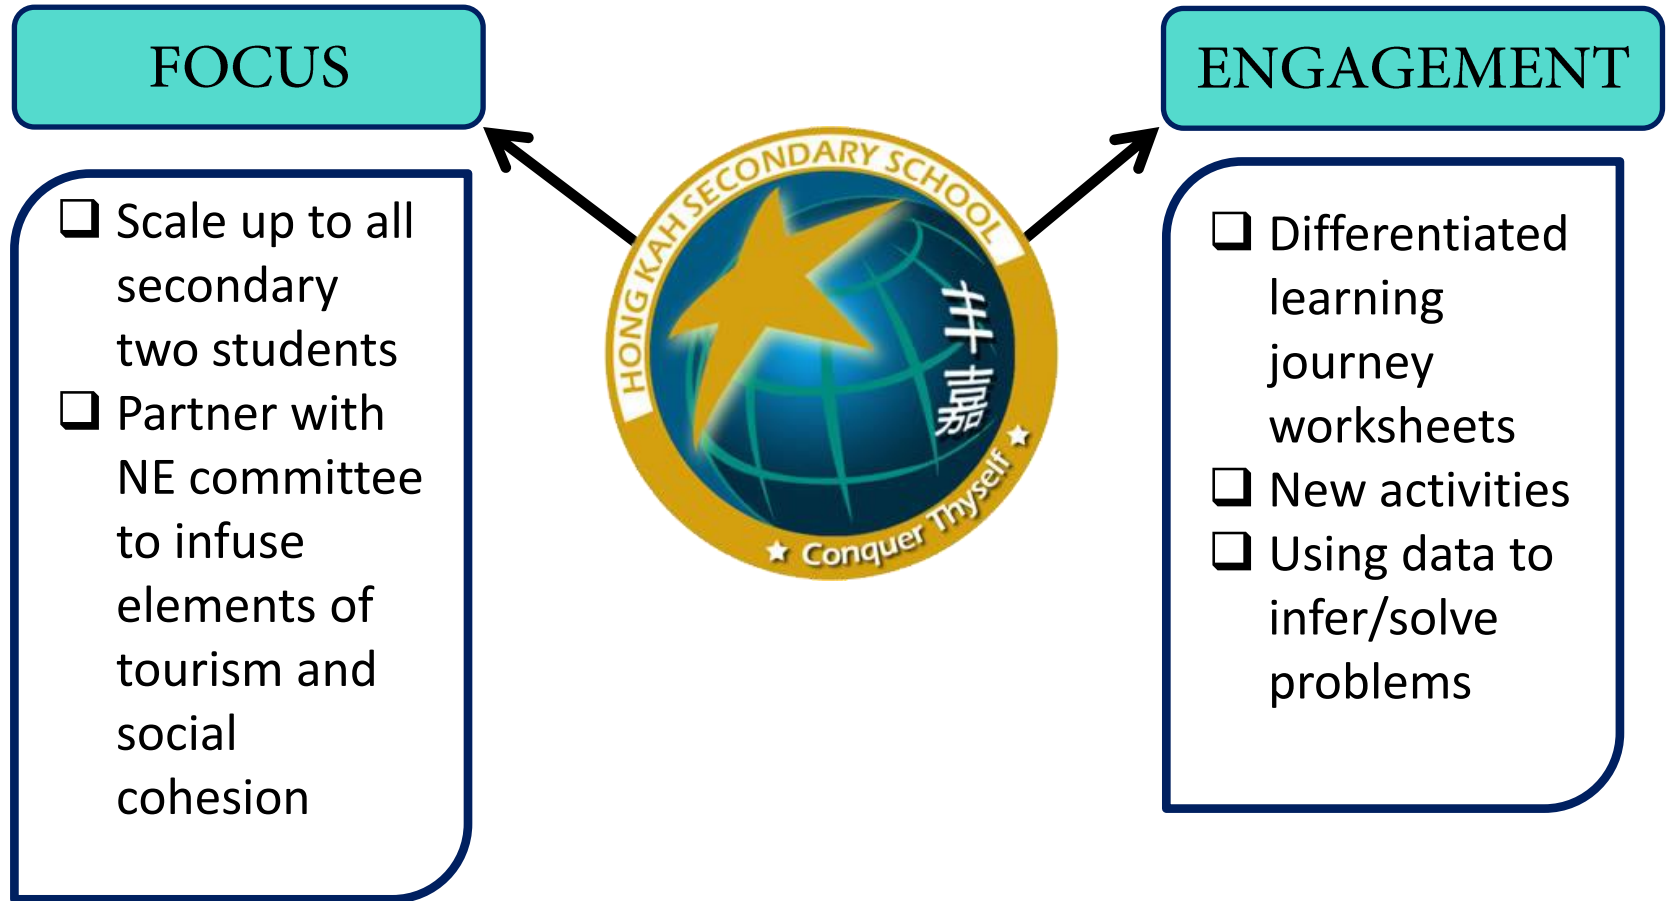 FOCUS
☐ Scale up to all
secondary
two students
☐ Partner with
NE committee
to infuse
elements of
tourism and
social
cohesion
HONG KAH SECONDARY SCHOOL
丰嘉
★ Conquer Thyself ★
ENGAGEMENT
☐ Differentiated
learning
journey
worksheets
☐ New activities
☐ Using data to
infer/solve
problems